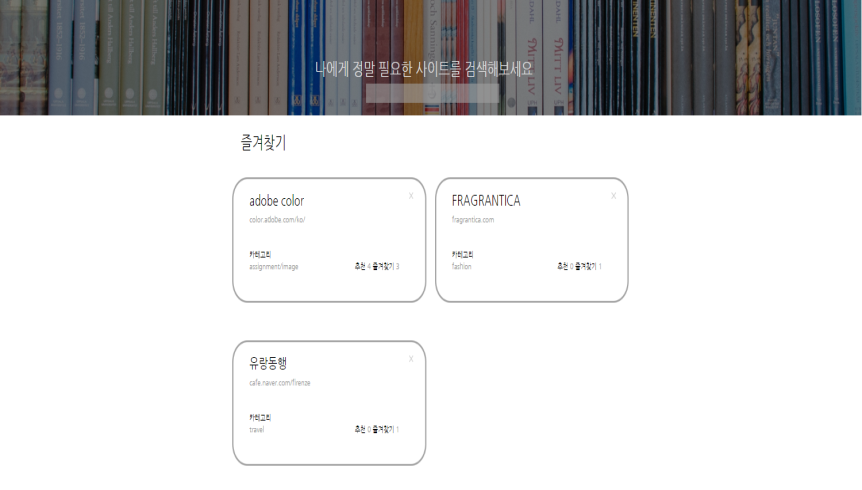 나에게 정말 필요한 사이트를 검색해보세요
즐겨찾기
adobe color
x
color.adobe.com/ko/
카테고리
assignment/image
추천 4 즐겨찾기 3
FRAGRANTICA
x
fragrantica.com
카테고리
fashion
추천 0 즐겨찾기 1
유랑동행
x
cafe.naver.com/firenze
카테고리
travel
추천 0 즐겨찾기 1